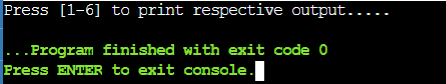 Press [1-6] to print respective output.....
...Program finished with exit code 0
Press ENTER to exit console.